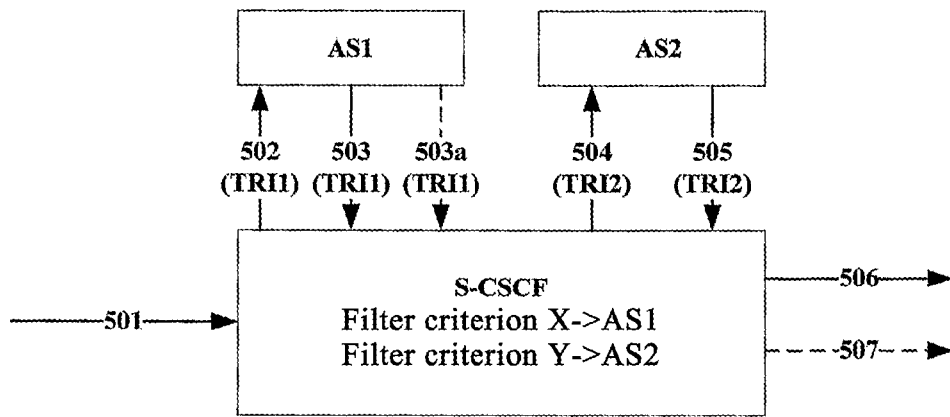 AS1 AS2
502 503 503a 504 505
(TRI1) (TRI1) (TRI1) (TRI2) (TRI2)
S-CSCF
506
501
Filter criterion X->AS1
Filter criterion Y->AS2
507